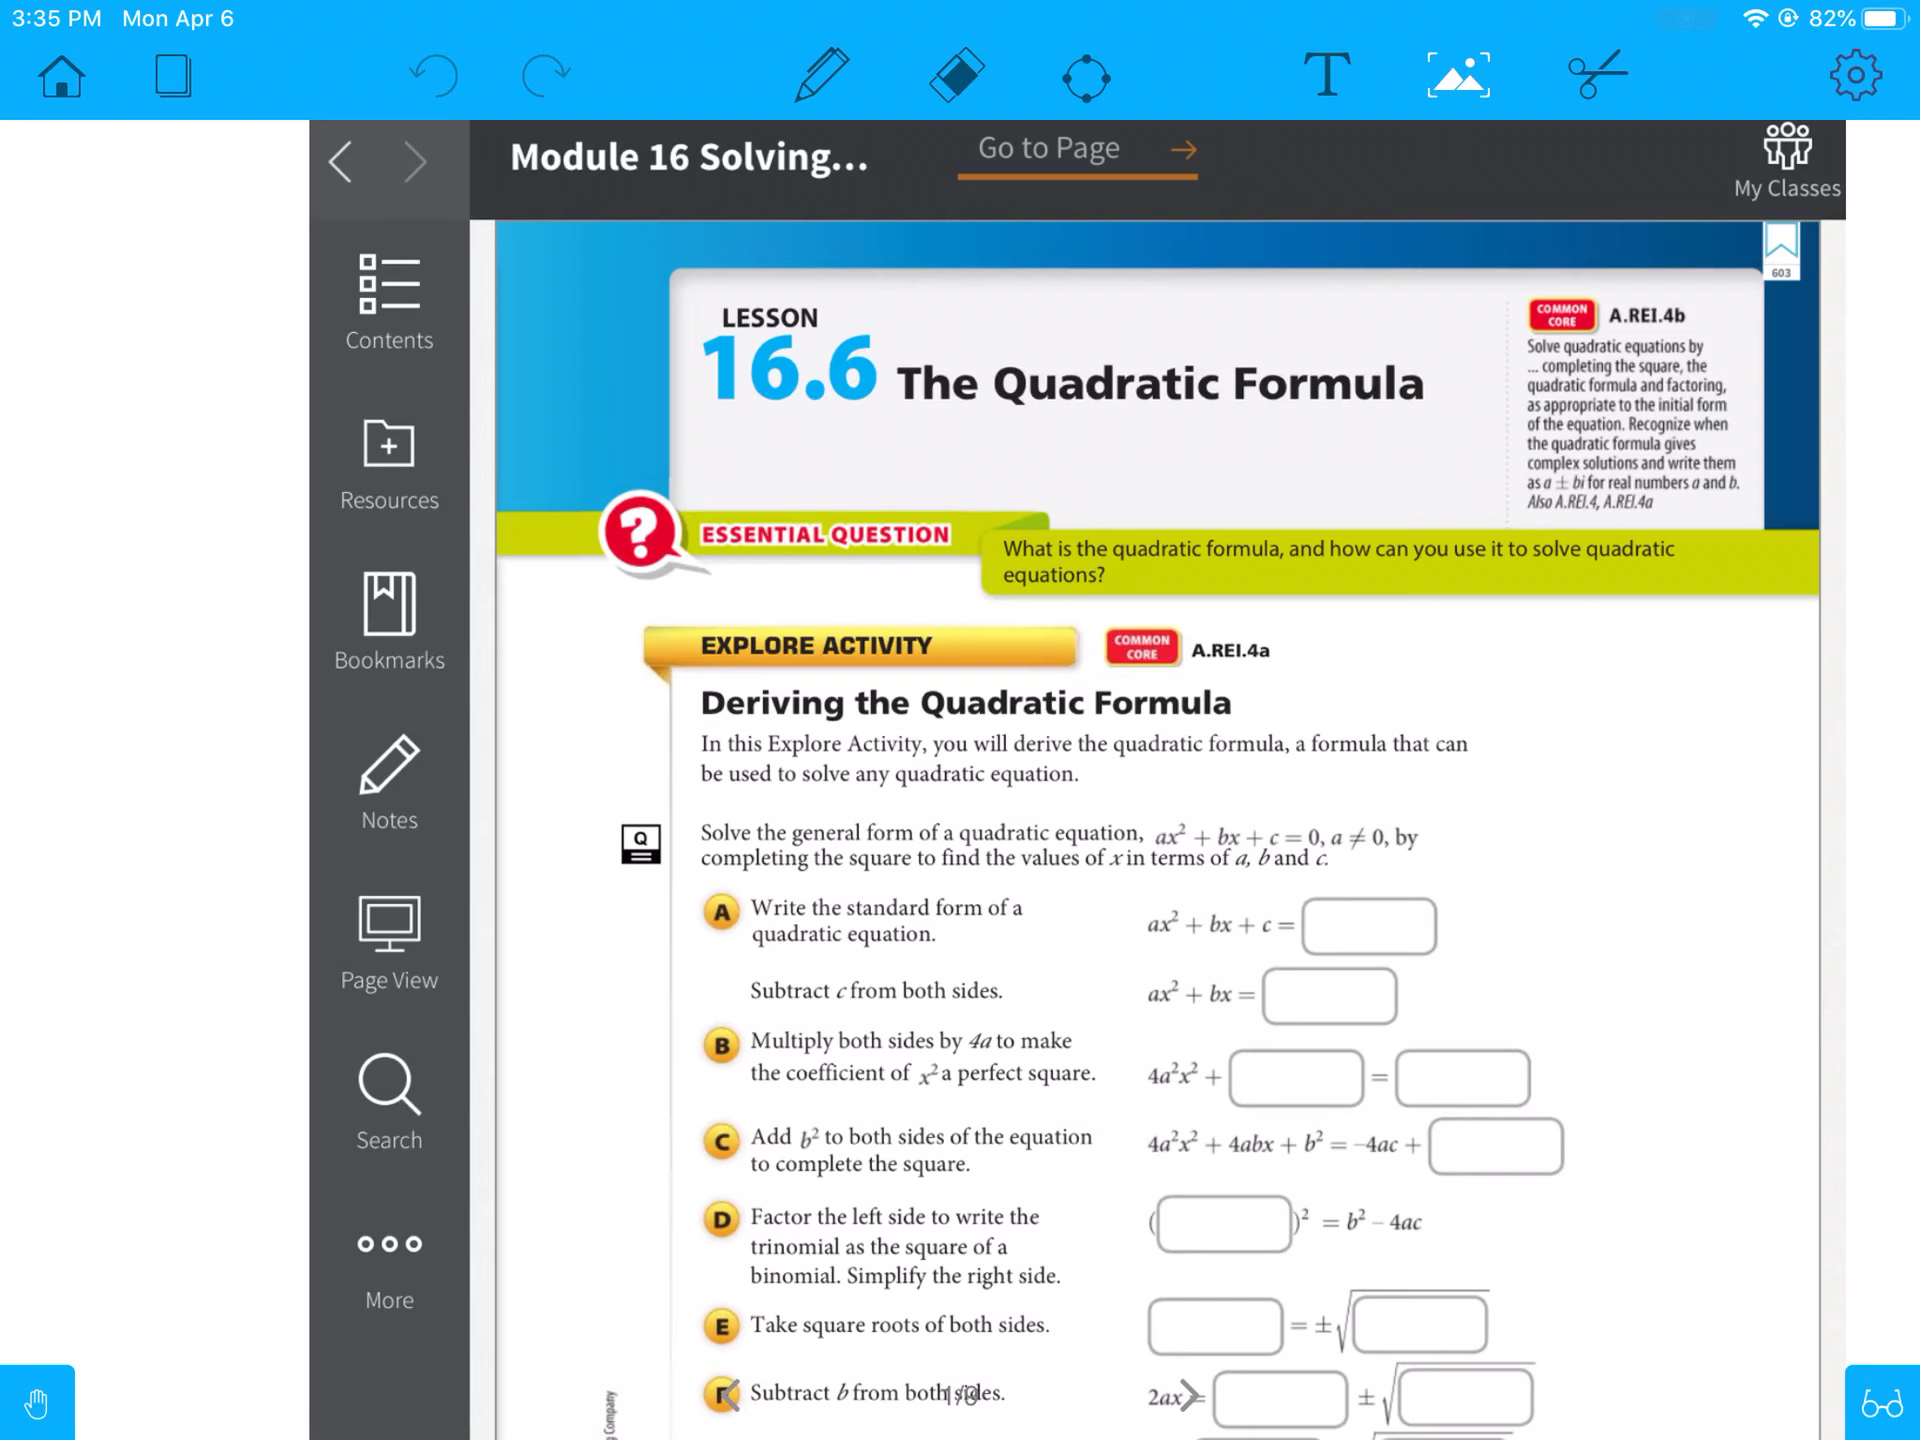 3:35 PM Mon Apr 6
82%
T
Module 16 Solving...
Go to Page
My Classes
Contents
Resources
Bookmarks
Notes
Page View
Search
More
603
LESSON
16.6 The Quadratic Formula
COMMON CORE A.REI.4b
Solve quadratic equations by
... completing the square, the
quadratic formula and factoring,
as appropriate to the initial form
of the equation. Recognize when
the quadratic formula gives
complex solutions and write them
as a ± bi for real numbers a and b.
Also A.REI.4, A.REI.4a
? ESSENTIAL QUESTION
What is the quadratic formula, and how can you use it to solve quadratic
equations?
EXPLORE ACTIVITY
COMMON CORE A.REI.4a
Deriving the Quadratic Formula
In this Explore Activity, you will derive the quadratic formula, a formula that can
be used to solve any quadratic equation.
Q
Solve the general form of a quadratic equation, ax² + bx + c = 0, a ≠ 0, by
completing the square to find the values of x in terms of a, b and c.
A Write the standard form of a
quadratic equation.
ax² + bx + c =
Subtract c from both sides.
ax² + bx =
B Multiply both sides by 4a to make
the coefficient of x² a perfect square.
4a²x² + =
C Add b² to both sides of the equation
to complete the square.
4a²x² + 4abx + b² = –4ac +
D Factor the left side to write the
trinomial as the square of a
binomial. Simplify the right side.
( )² = b² – 4ac
E Take square roots of both sides.
= ±√
Subtract b from both sides.
2ax = ± √
1/9
g Company